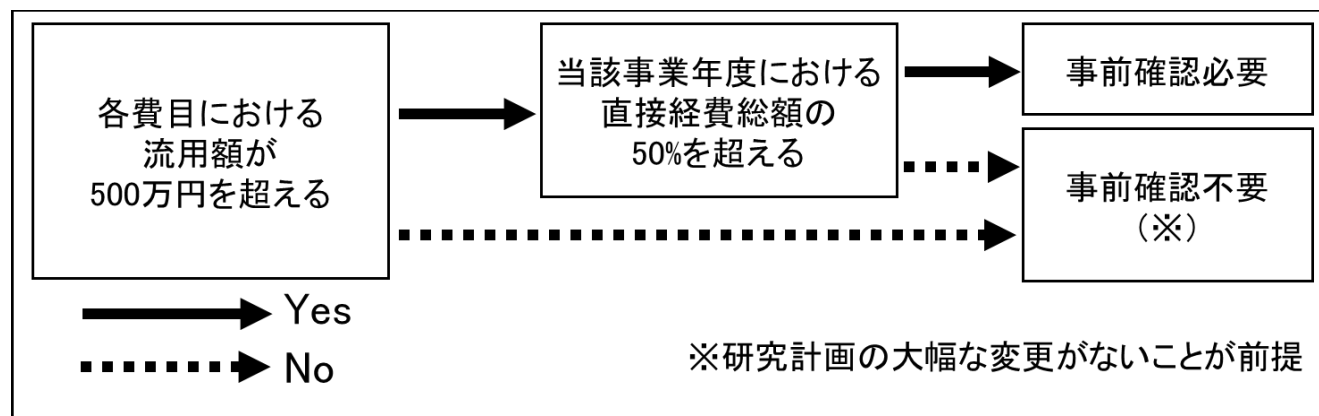 各費目における
流用額が
500万円を超える
当該事業年度における
直接経費総額の
50%を超える
事前確認必要
事前確認不要
(※)
Yes
No
※研究計画の大幅な変更がないことが前提